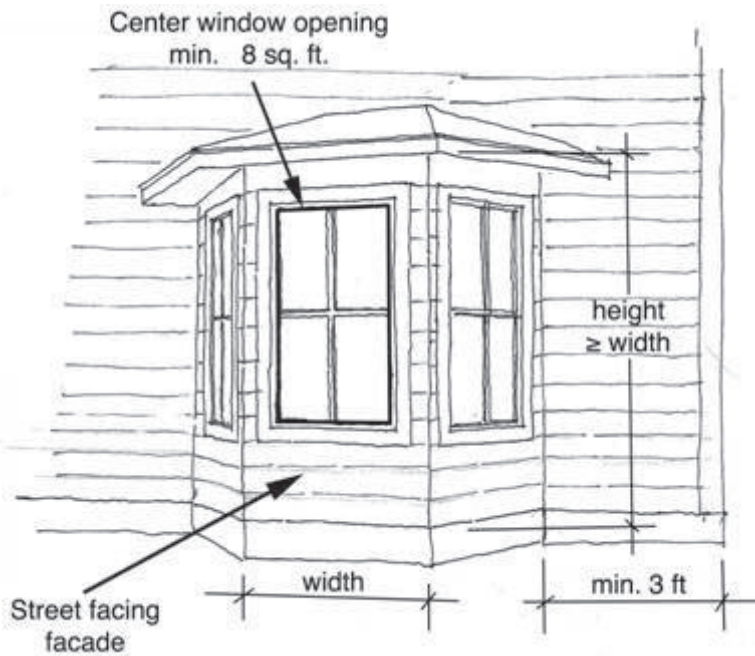 Center window opening
min. 8 sq. ft.
height
≥ width
width
min. 3 ft
Street facing
facade